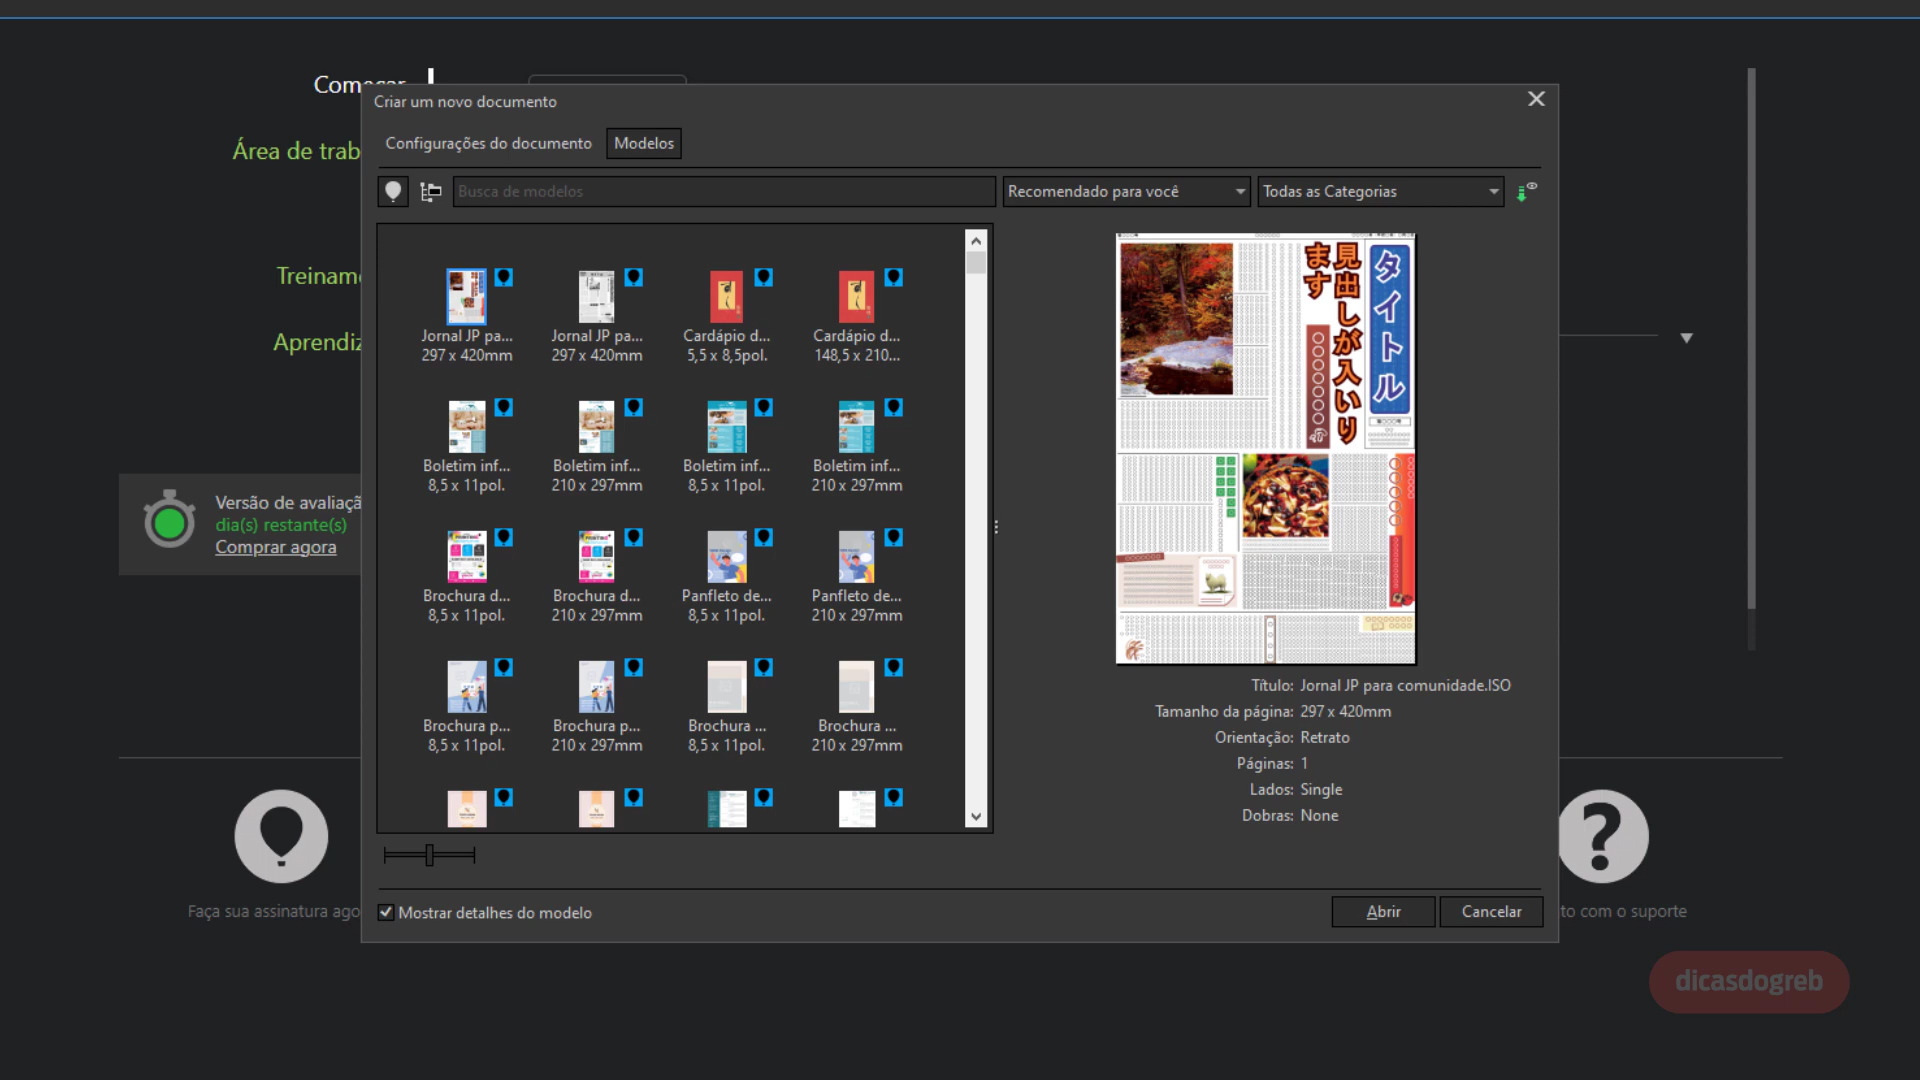 Começar
Criar um novo documento
Área de trab
Configurações do documento
Modelos
Busca de modelos
Recomendado para você
Todas as Categorias
Treiname
Aprendiz
Jornal JP pa...
297 x 420mm
Jornal JP pa...
297 x 420mm
Cardápio d...
5,5 x 8,5pol.
Cardápio d...
148,5 x 210...
Boletim inf...
8,5 x 11pol.
Boletim inf...
210 x 297mm
Boletim inf...
8,5 x 11pol.
Boletim inf...
210 x 297mm
Brochura d...
8,5 x 11pol.
Brochura d...
210 x 297mm
Panfleto de...
8,5 x 11pol.
Panfleto de...
210 x 297mm
Brochura p...
8,5 x 11pol.
Brochura p...
210 x 297mm
Brochura ...
8,5 x 11pol.
Brochura ...
210 x 297mm
タイトル
見出しが入いり
ます
Versão de avaliaçã
dia(s) restante(s)
Comprar agora
Título: Jornal JP para comunidade.ISO
Tamanho da página: 297 x 420mm
Orientação: Retrato
Páginas: 1
Lados: Single
Dobras: None
Mostrar detalhes do modelo
Abrir
Cancelar
Faça sua assinatura ago
to com o suporte
dicasdogreb